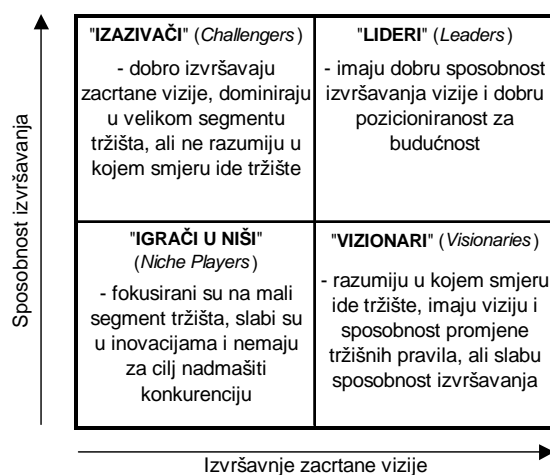 "IZAZIVAČI" (Challengers)
- dobro izvršavaju
zacrtane vizije, dominiraju
u velikom segmentu
tržišta, ali ne razumiju u
kojem smjeru ide tržište
"LIDERI" (Leaders)
- imaju dobru sposobnost
izvršavanja vizije i dobru
pozicioniranost za
budućnost
"IGRAČI U NIŠI"
(Niche Players)
- fokusirani su na mali
segment tržišta, slabi su
u inovacijama i nemaju
za cilj nadmašiti
konkurenciju
"VIZIONARI" (Visionaries)
- razumiju u kojem smjeru
ide tržište, imaju viziju i
sposobnost promjene
tržišnih pravila, ali slabu
sposobnost izvršavanja
Sposobnost izvršavanja
Izvršavnje zacrtane vizije